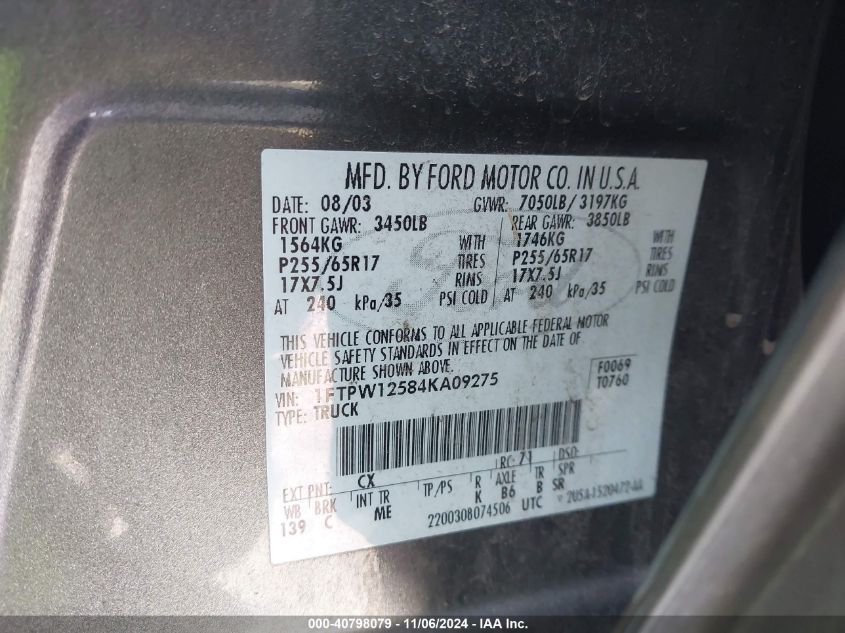 MFD. BY FORD MOTOR CO. IN U.S.A.
DATE: 08/03 GVWR: 7050LB/ 3197KG
FRONT GAWR: 3450LB REAR GAWR: 3850LB
1564KG WITH 1746KG WITH
P255/65R17 TIRES P255/65R17 TIRES
17X7.5J RIMS 17X7.5J RIMS
AT 240 kPa/35 PSI COLD AT 240 kPa/35 PSI COLD
THIS VEHICLE CONFORMS TO ALL APPLICABLE FEDERAL MOTOR
VEHICLE SAFETY STANDARDS IN EFFECT ON THE DATE OF
MANUFACTURE SHOWN ABOVE.
VIN: 1FTPW12584KA09275 F0069
TYPE: TRUCK T0760
EXT PNT: CX RC: 71 DSO:
WB BRK INT TR TP/PS R AXLE TR SPR
139 C ME K B6 B SR
2200308074506 UTC
000-40798079 - 11/06/2024 - IAA Inc.